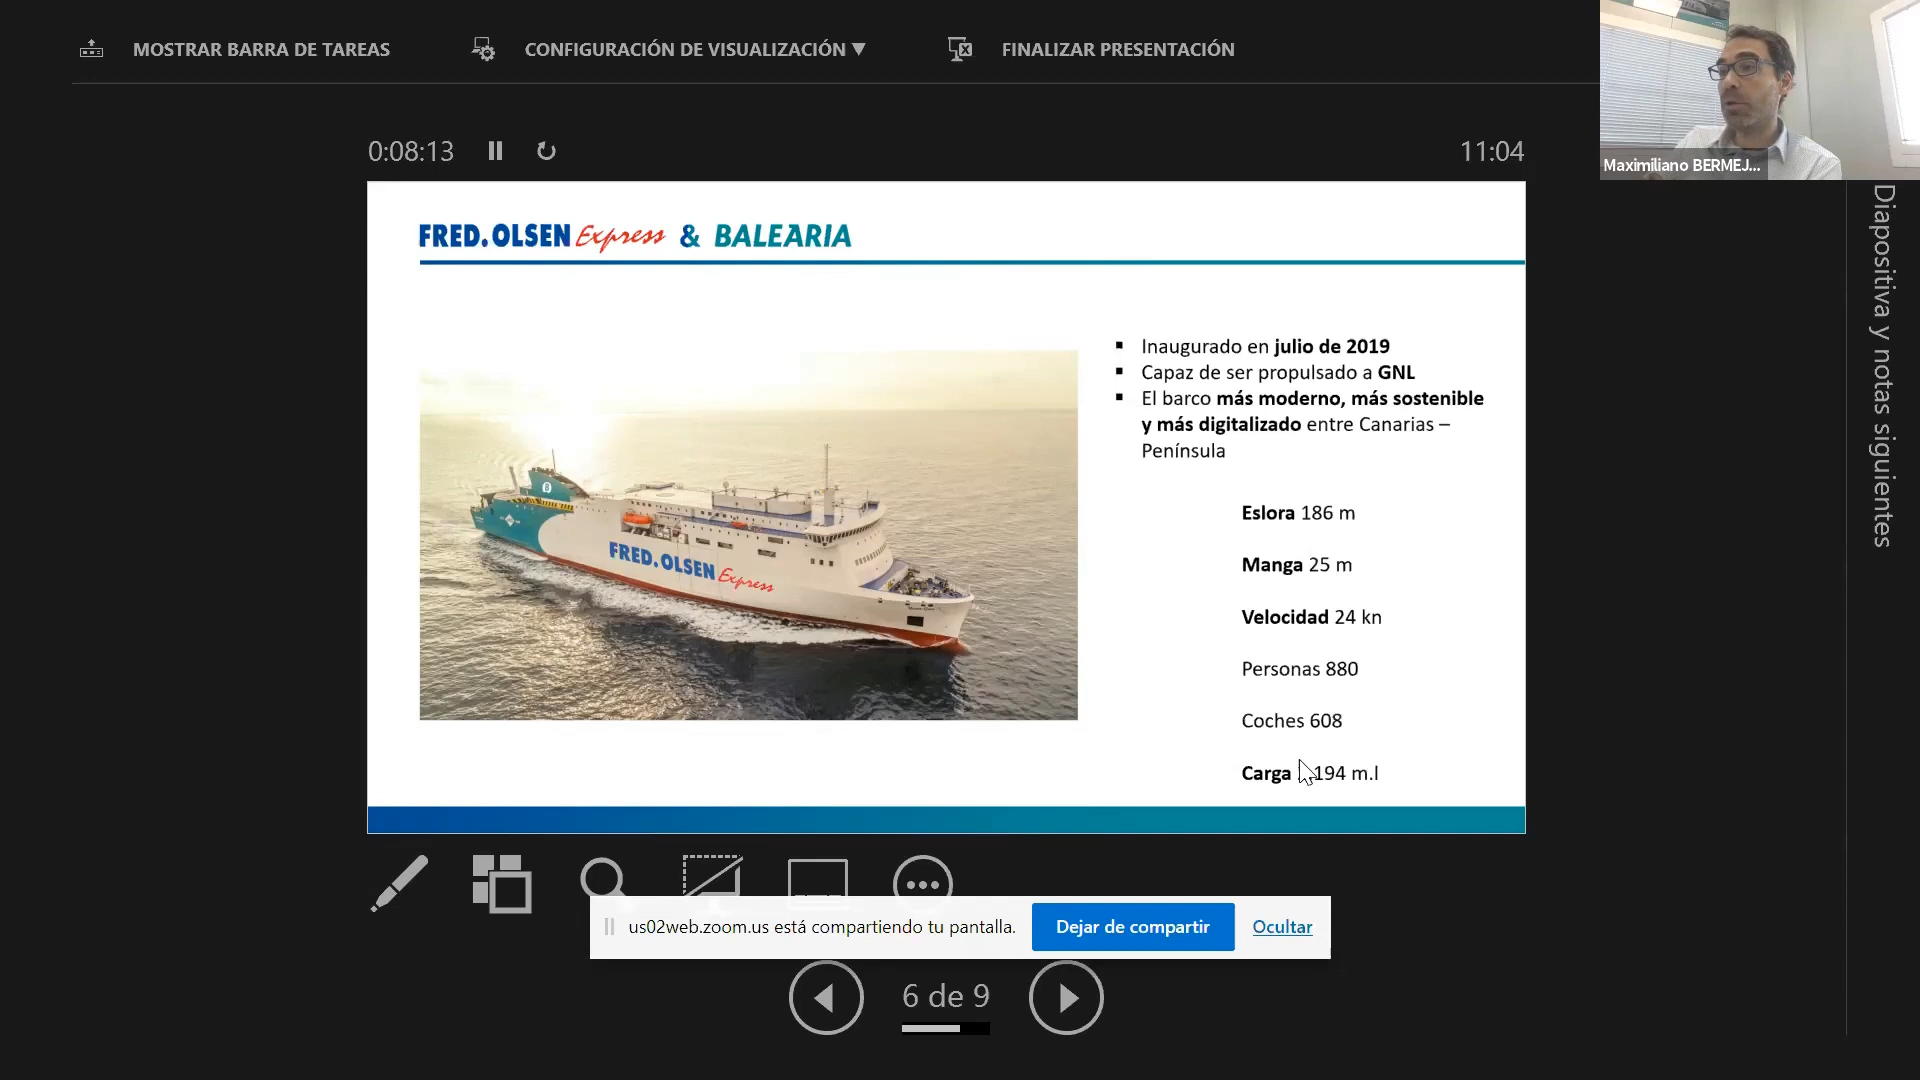 MOSTRAR BARRA DE TAREAS
CONFIGURACIÓN DE VISUALIZACIÓN ▼
FINALIZAR PRESENTACIÓN
Maximiliano BERMEJ...
0:08:13
11:04
FRED. OLSEN Express & BALEARIA
Inaugurado en julio de 2019
Capaz de ser propulsado a GNL
El barco más moderno, más sostenible
y más digitalizado entre Canarias –
Península
FRED. OLSEN Express
Eslora 186 m
Manga 25 m
Velocidad 24 kn
Personas 880
Coches 608
Carga 194 m.l
Diapositiva y notas siguientes
us02web.zoom.us está compartiendo tu pantalla.
Dejar de compartir
Ocultar
6 de 9